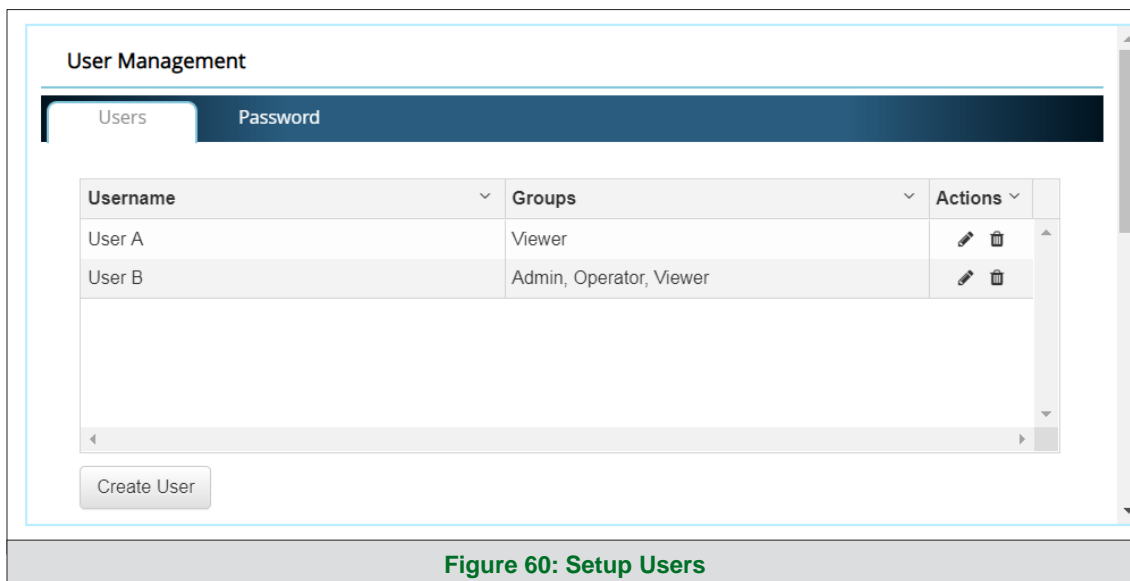 User Management
Users Password
Username Groups Actions
User A Viewer
User B Admin, Operator, Viewer
Create User
Figure 60: Setup Users